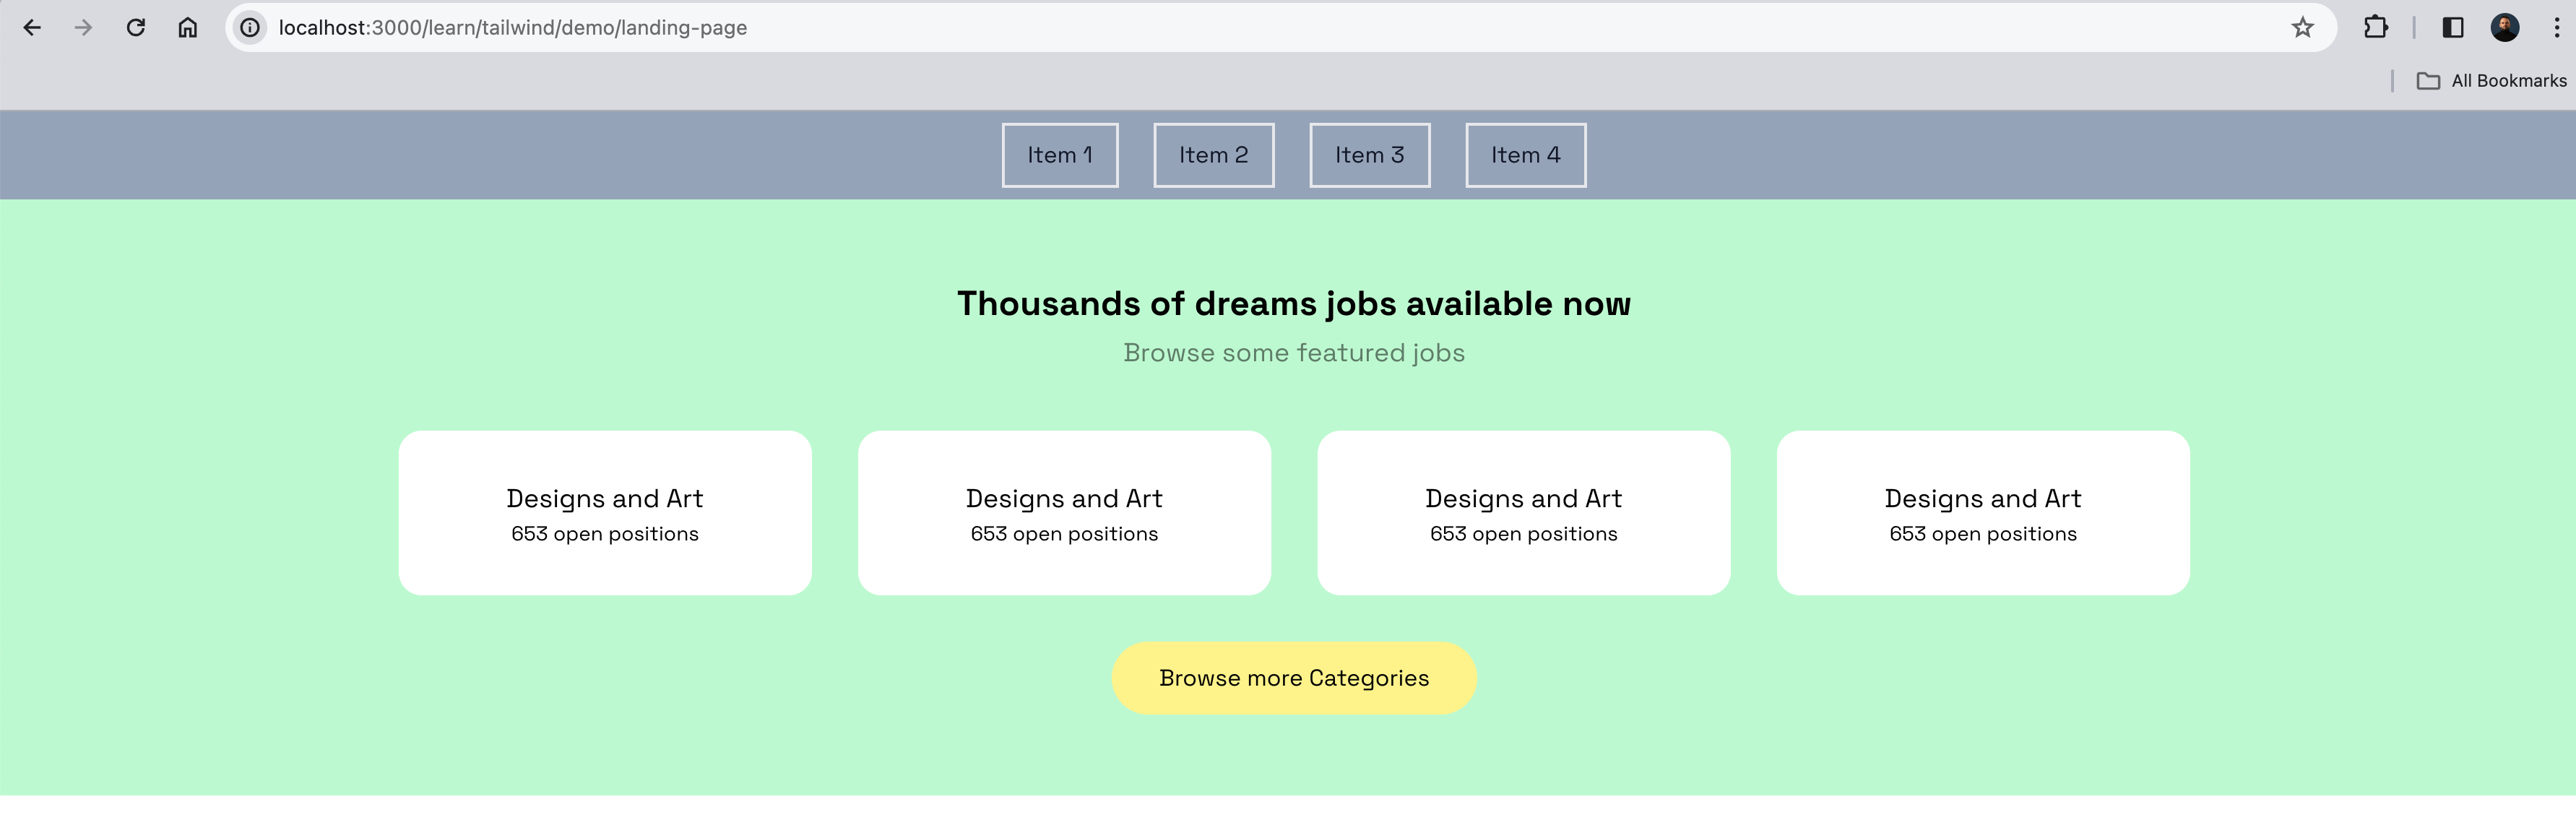 localhost:3000/learn/tailwind/demo/landing-page
All Bookmarks
Item 1 Item 2 Item 3 Item 4
Thousands of dreams jobs available now
Browse some featured jobs
Designs and Art Designs and Art Designs and Art Designs and Art
653 open positions 653 open positions 653 open positions 653 open positions
Browse more Categories